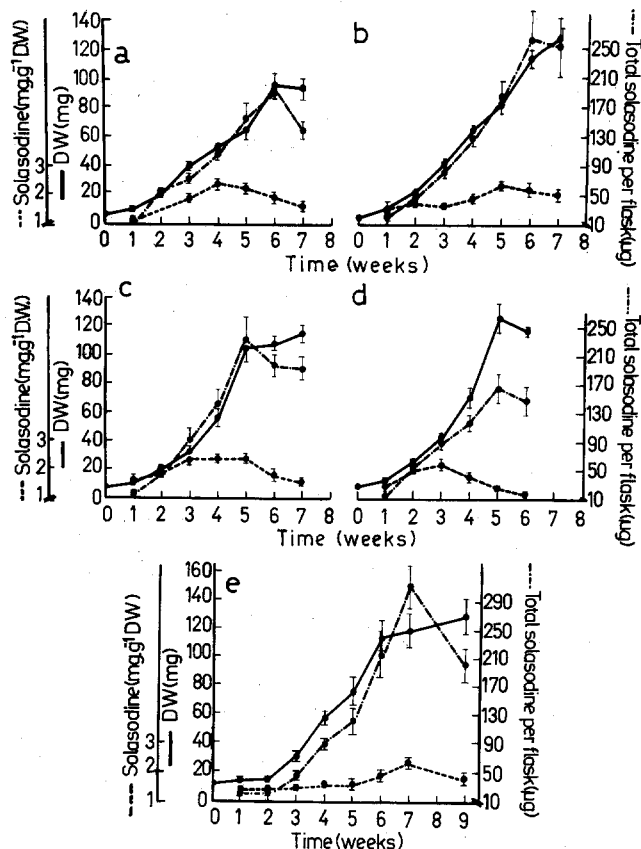 a
b
Solasodine(mg.g⁻¹DW)
DW(mg)
140
120
100
80
60
40
20
0
3
2
1
250
210
170
130
90
50
10
Total solasodine per flask(µg)
0 1 2 3 4 5 6 7 8
0 1 2 3 4 5 6 7 8
Time (weeks)
c
d
Solasodine(mg.g⁻¹DW)
DW(mg)
140
120
100
80
60
40
20
0
3
2
1
250
210
170
130
90
50
10
Total solasodine per flask(µg)
0 1 2 3 4 5 6 7 8
0 1 2 3 4 5 6 7 8
Time (weeks)
e
Solasodine(mg.g⁻¹DW)
DW(mg)
160
140
120
100
80
60
40
20
0
3
2
1
290
250
210
170
130
90
50
10
Total solasodine per flask(µg)
0 1 2 3 4 5 6 7 8 9
Time (weeks)